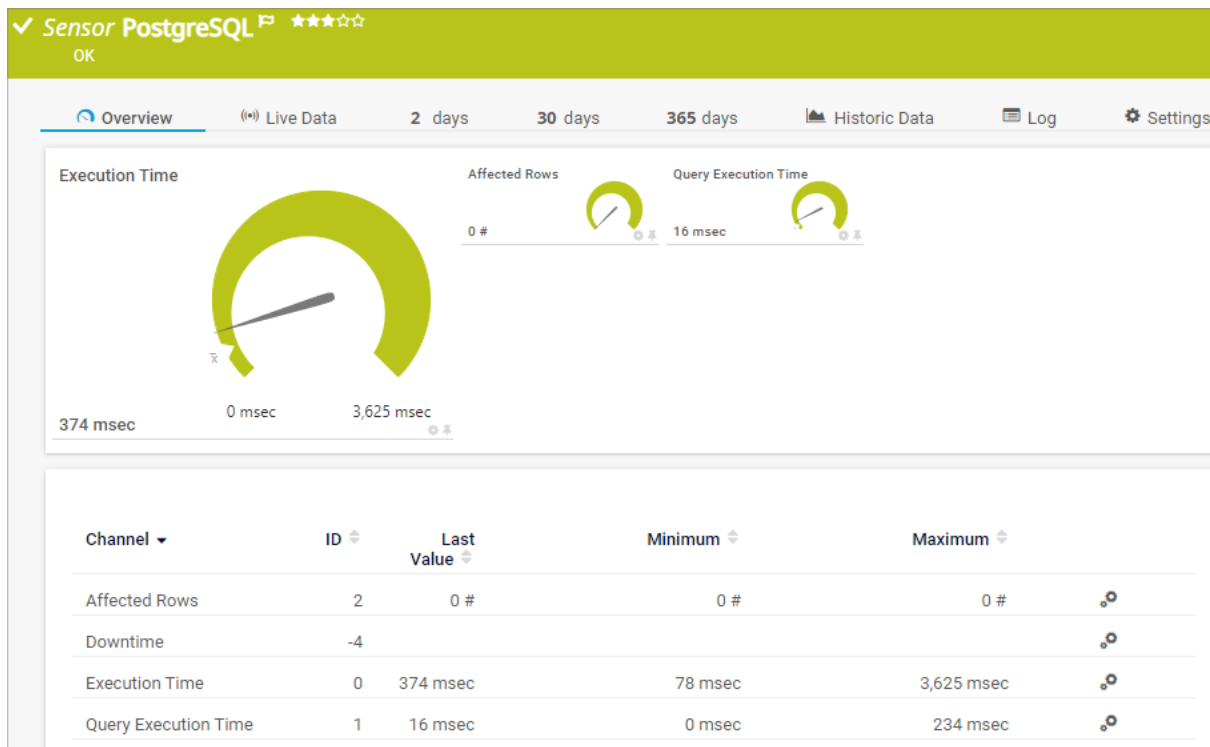 Sensor PostgreSQL
OK
Overview Live Data 2 days 30 days 365 days Historic Data Log Settings
Execution Time
Affected Rows
Query Execution Time
0 #
16 msec
x̄
0 msec 3,625 msec
374 msec
Channel ID Last Value Minimum Maximum
Affected Rows 2 0 # 0 # 0 #
Downtime -4
Execution Time 0 374 msec 78 msec 3,625 msec
Query Execution Time 1 16 msec 0 msec 234 msec